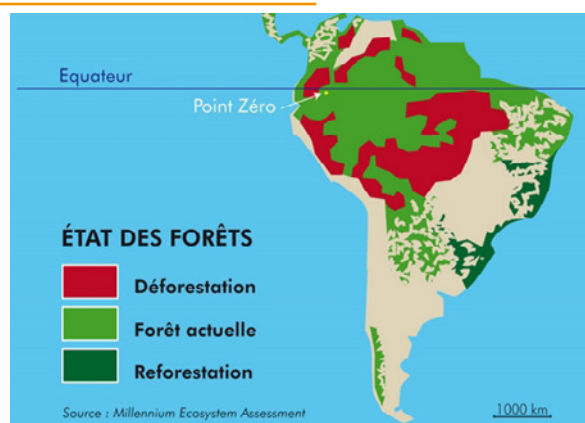 Equateur
Point Zéro
ÉTAT DES FORÊTS
Déforestation
Forêt actuelle
Reforestation
Source : Millennium Ecosystem Assessment
1000 km